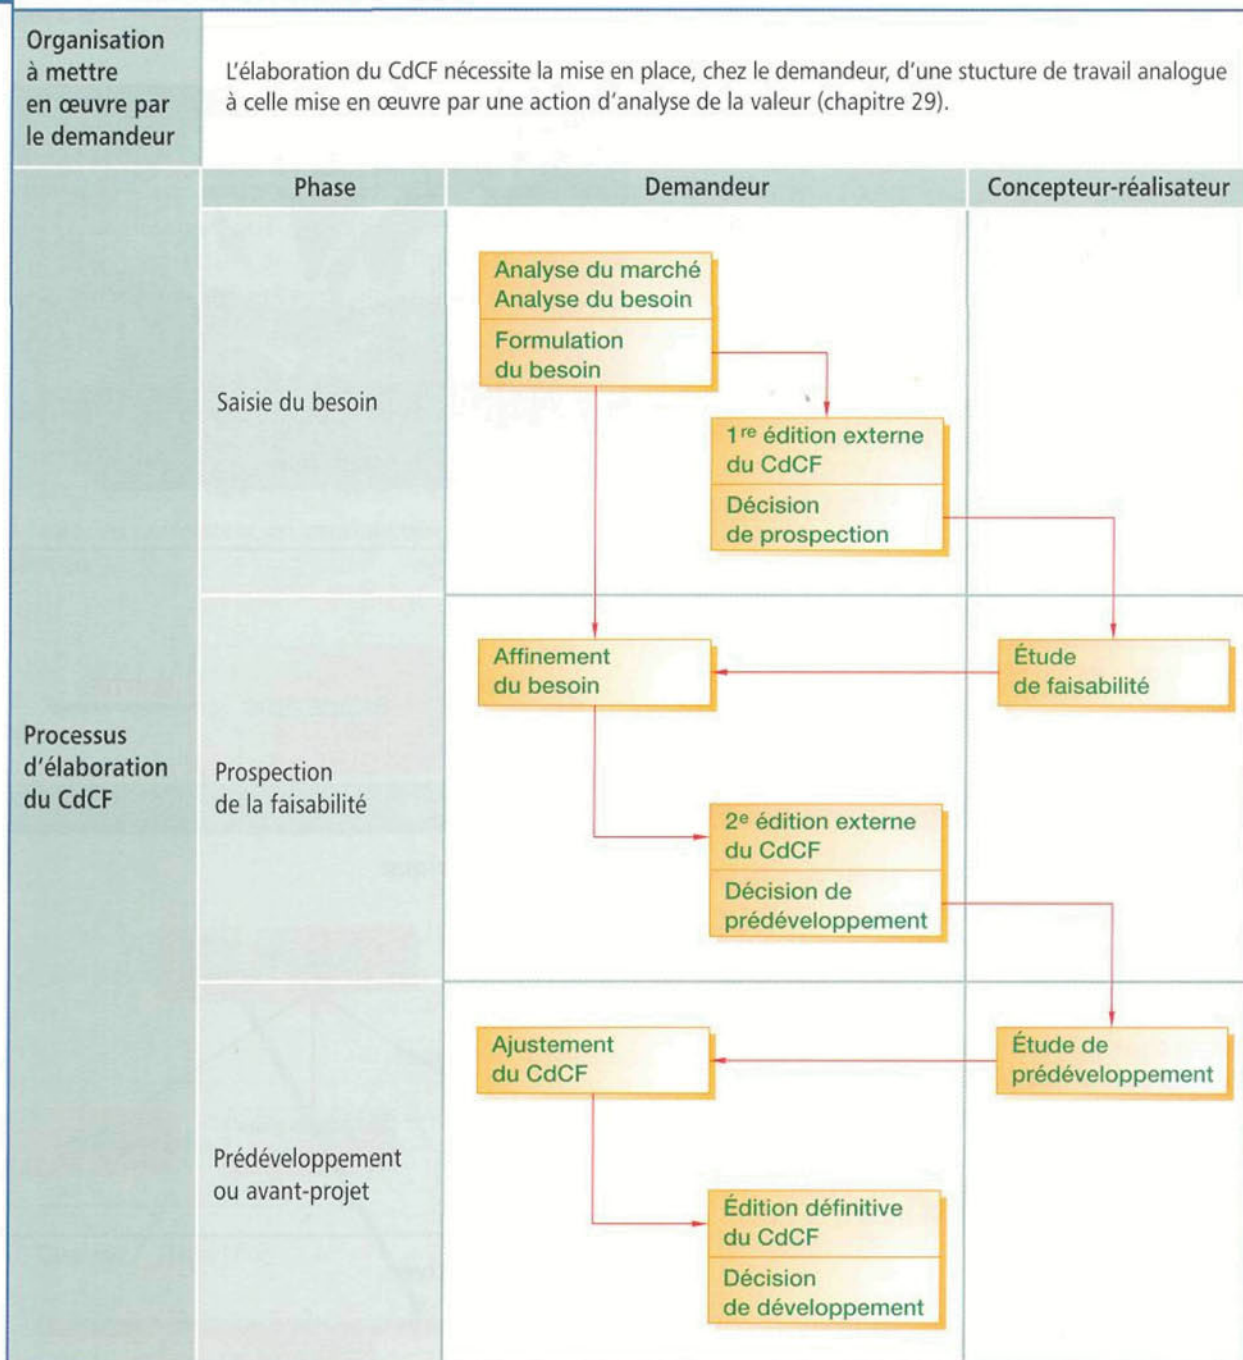 Organisation
à mettre
en œuvre par
le demandeur
L'élaboration du CdCF nécessite la mise en place, chez le demandeur, d'une stucture de travail analogue
à celle mise en œuvre par une action d'analyse de la valeur (chapitre 29).
Phase
Demandeur
Concepteur-réalisateur
Processus
d'élaboration
du CdCF
Saisie du besoin
Analyse du marché
Analyse du besoin
Formulation
du besoin
1re édition externe
du CdCF
Décision
de prospection
Prospection
de la faisabilité
Affinement
du besoin
Étude
de faisabilité
2e édition externe
du CdCF
Décision de
prédéveloppement
Prédéveloppement
ou avant-projet
Ajustement
du CdCF
Étude de
prédéveloppement
Édition définitive
du CdCF
Décision
de développement